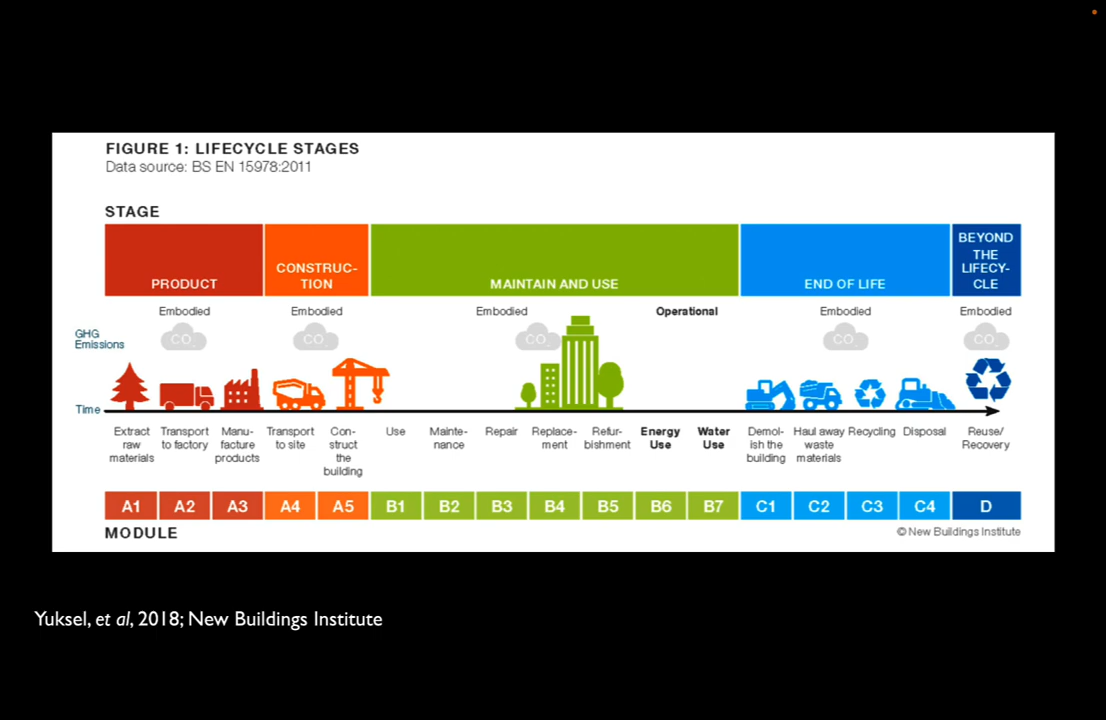 FIGURE 1: LIFECYCLE STAGES
Data source: BS EN 15978:2011
STAGE
PRODUCT
CONSTRUC-
TION
MAINTAIN AND USE
END OF LIFE
BEYOND
THE
LIFECY-
CLE
GHG
Emissions
Embodied
CO
Embodied
CO
Embodied
CO
Operational
Embodied
CO
Embodied
CO
Time
Extract
raw
materials
Transport
to factory
Manu-
facture
products
Transport
to site
Con-
struct
the
building
Use
Mainte-
nance
Repair
Replace-
ment
Refur-
bishment
Energy
Use
Water
Use
Demol-
ish the
building
Haul away
waste
materials
Recycling
Disposal
Reuse/
Recovery
A1 A2 A3 A4 A5 B1 B2 B3 B4 B5 B6 B7 C1 C2 C3 C4 D
MODULE
© New Buildings Institute
Yuksel, et al, 2018; New Buildings Institute